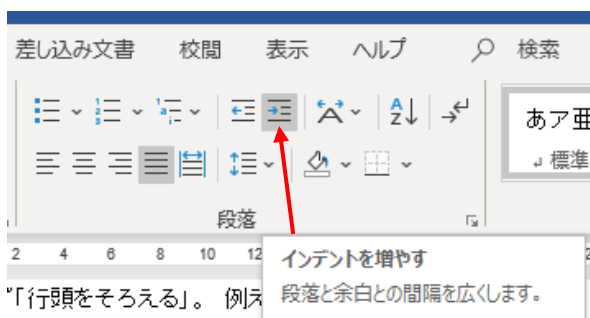 差し込み文書 校閲 表示 ヘルプ 検索
あア亜
↲ 標準
段落
2 4 6 8 10 12
インデントを増やす
段落と余白との間隔を広くします。
「行頭をそろえる」。 例え